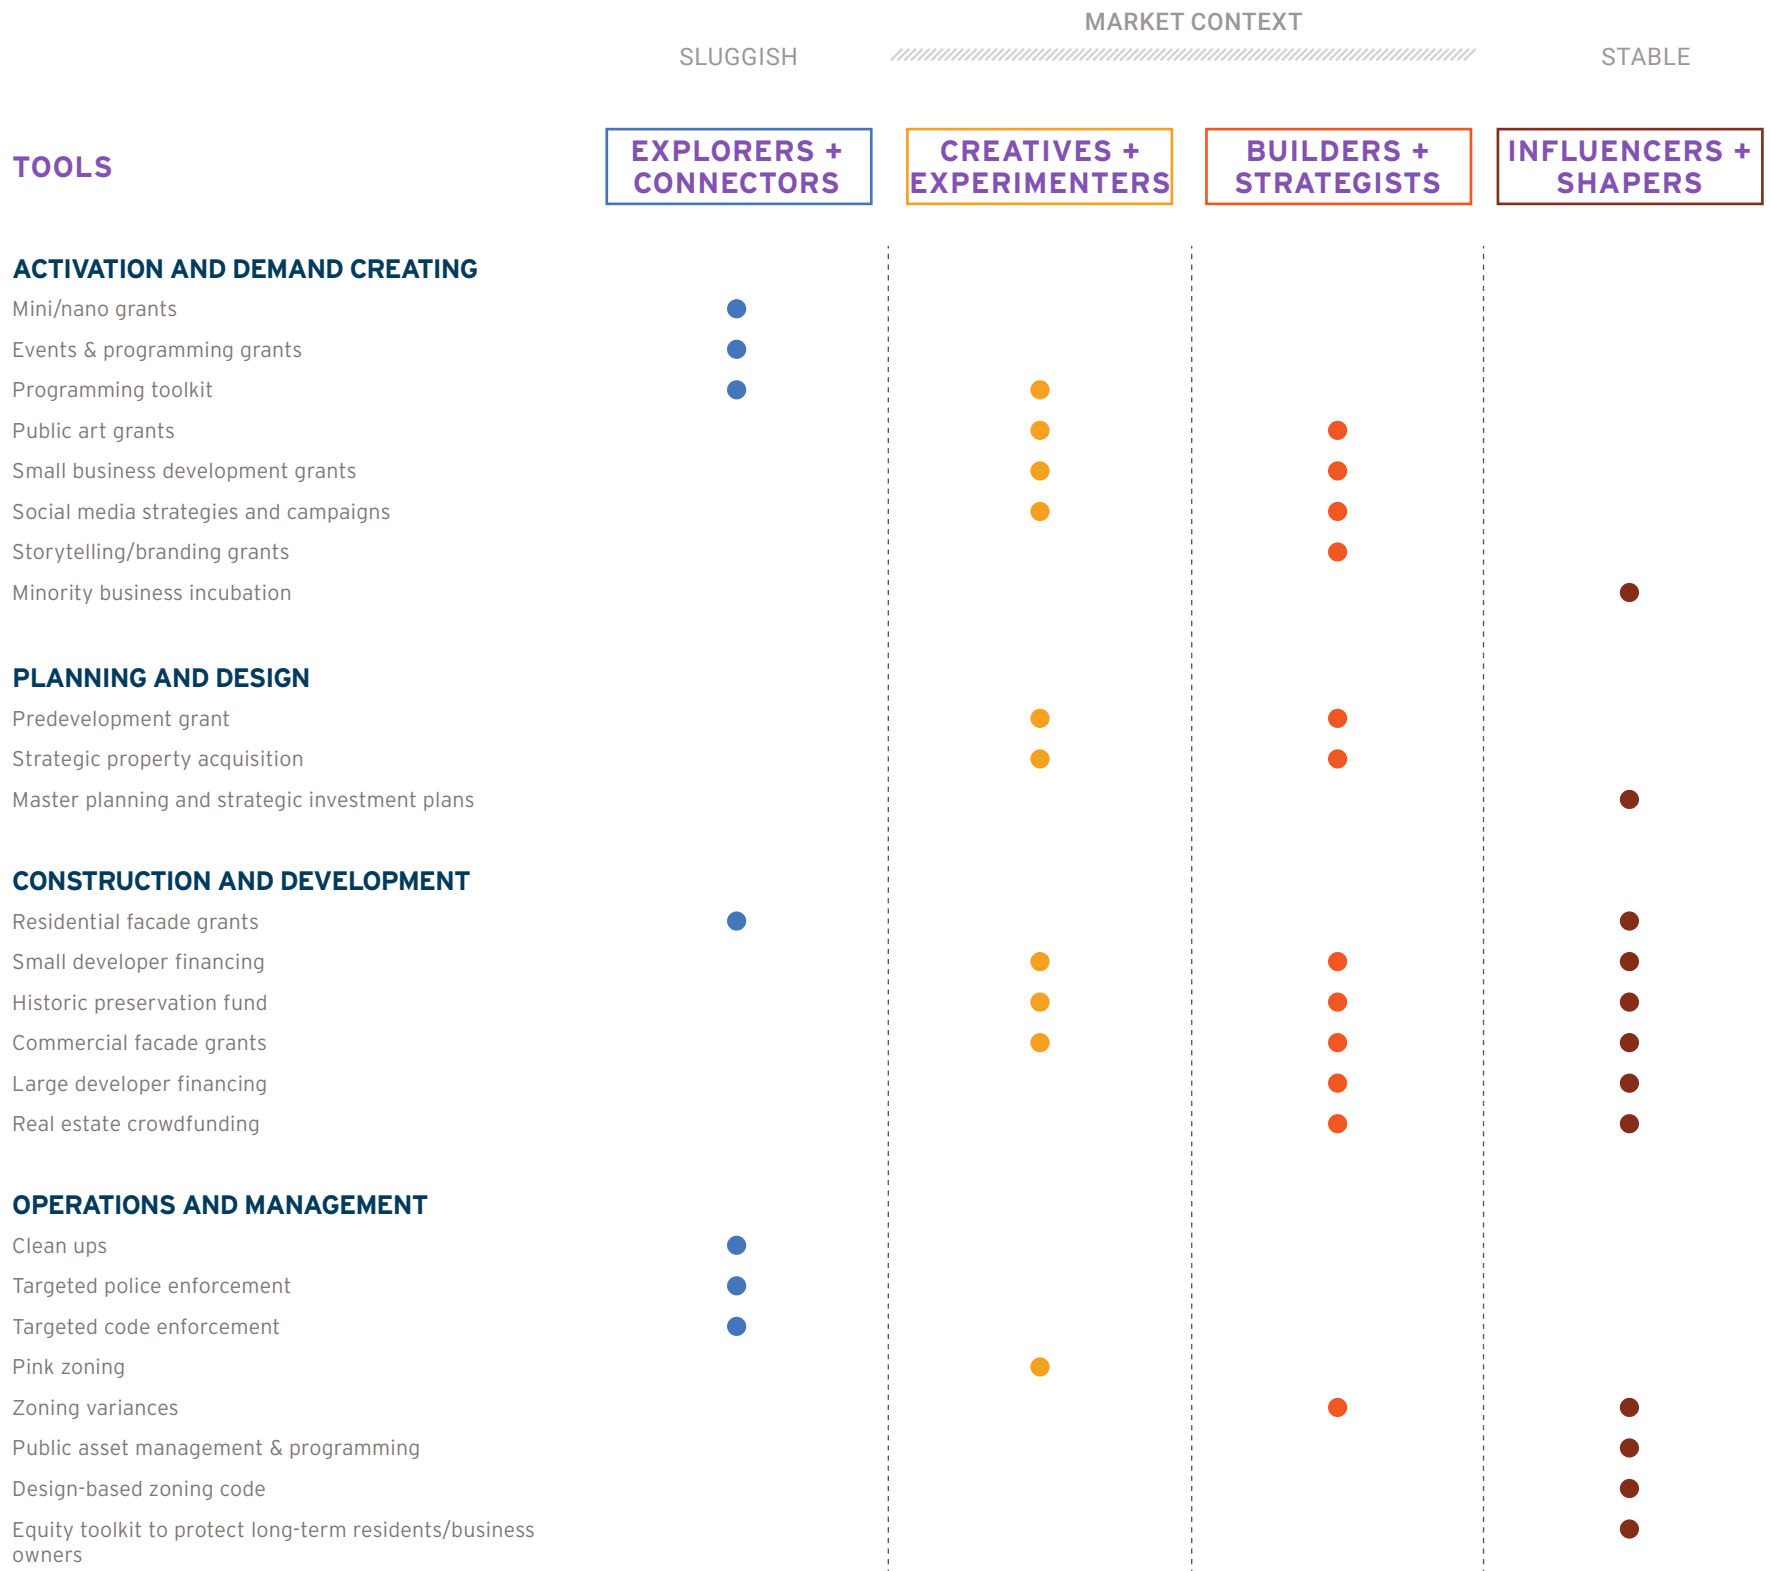 MARKET CONTEXT
SLUGGISH
STABLE
TOOLS
EXPLORERS +
CONNECTORS
CREATIVES +
EXPERIMENTERS
BUILDERS +
STRATEGISTS
INFLUENCERS +
SHAPERS
ACTIVATION AND DEMAND CREATING
Mini/nano grants
Events & programming grants
Programming toolkit
Public art grants
Small business development grants
Social media strategies and campaigns
Storytelling/branding grants
Minority business incubation
PLANNING AND DESIGN
Predevelopment grant
Strategic property acquisition
Master planning and strategic investment plans
CONSTRUCTION AND DEVELOPMENT
Residential facade grants
Small developer financing
Historic preservation fund
Commercial facade grants
Large developer financing
Real estate crowdfunding
OPERATIONS AND MANAGEMENT
Clean ups
Targeted police enforcement
Targeted code enforcement
Pink zoning
Zoning variances
Public asset management & programming
Design-based zoning code
Equity toolkit to protect long-term residents/business
owners